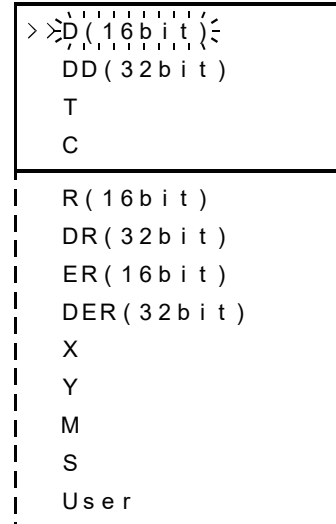 >>D(16bit)
DD(32bit)
T
C
R(16bit)
DR(32bit)
ER(16bit)
DER(32bit)
X
Y
M
S
User